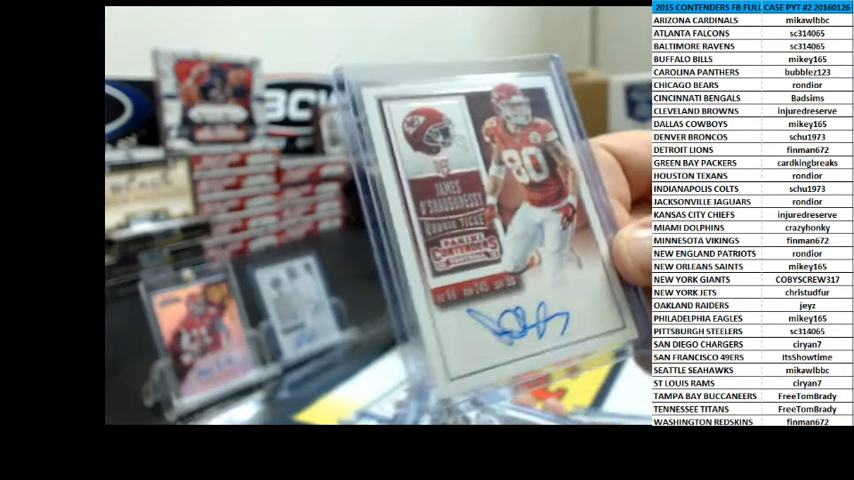 2015 CONTENDERS FB FULL CASE PYT #2 20160126
ARIZONA CARDINALS mikawlbbc
ATLANTA FALCONS sc314065
BALTIMORE RAVENS sc314065
BUFFALO BILLS mikey165
CAROLINA PANTHERS bubblez123
CHICAGO BEARS rondior
CINCINNATI BENGALS Badsims
CLEVELAND BROWNS injuredreserve
DALLAS COWBOYS mikey165
DENVER BRONCOS schu1973
DETROIT LIONS finman672
GREEN BAY PACKERS cardkingbreaks
HOUSTON TEXANS rondior
INDIANAPOLIS COLTS schu1973
JACKSONVILLE JAGUARS rondior
KANSAS CITY CHIEFS injuredreserve
MIAMI DOLPHINS crazyhonky
MINNESOTA VIKINGS finman672
NEW ENGLAND PATRIOTS rondior
NEW ORLEANS SAINTS mikey165
NEW YORK GIANTS COBYSCREW317
NEW YORK JETS christudfur
OAKLAND RAIDERS jeyz
PHILADELPHIA EAGLES mikey165
PITTSBURGH STEELERS sc314065
SAN DIEGO CHARGERS ciryan7
SAN FRANCISCO 49ERS ItsShowtime
SEATTLE SEAHAWKS mikawlbbc
ST LOUIS RAMS ciryan7
TAMPA BAY BUCCANEERS FreeTomBrady
TENNESSEE TITANS FreeTomBrady
WASHINGTON REDSKINS finman672
JAMES
O'SHAUGHNESSY
ROOKIE TICKET
PANINI
CONTENDERS
FOOTBALL
80